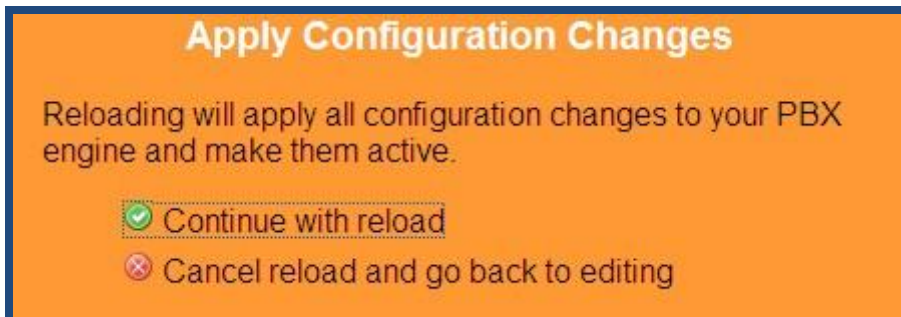 Apply Configuration Changes
Reloading will apply all configuration changes to your PBX
engine and make them active.
Continue with reload
Cancel reload and go back to editing